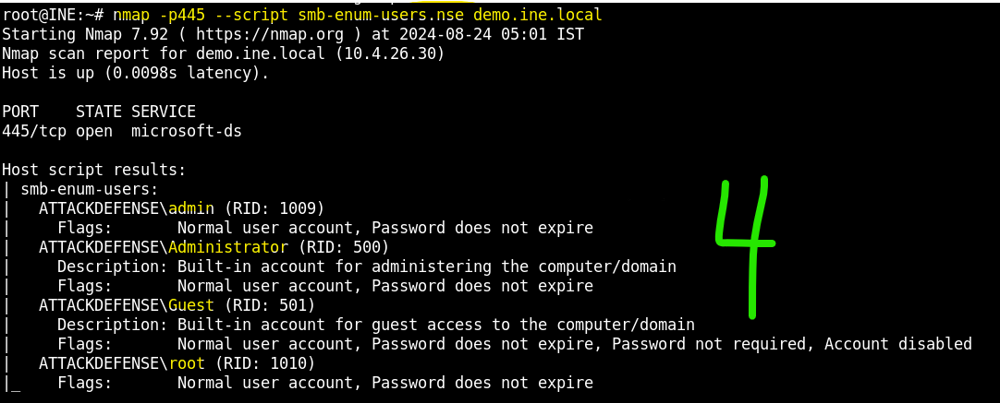 root@INE:~# nmap -p445 --script smb-enum-users.nse demo.ine.local
Starting Nmap 7.92 ( https://nmap.org ) at 2024-08-24 05:01 IST
Nmap scan report for demo.ine.local (10.4.26.30)
Host is up (0.0098s latency).

PORT    STATE SERVICE
445/tcp open  microsoft-ds

Host script results:
| smb-enum-users:
|   ATTACKDEFENSE\admin (RID: 1009)
|     Flags:       Normal user account, Password does not expire
|   ATTACKDEFENSE\Administrator (RID: 500)
|     Description: Built-in account for administering the computer/domain
|     Flags:       Normal user account, Password does not expire
|   ATTACKDEFENSE\Guest (RID: 501)
|     Description: Built-in account for guest access to the computer/domain
|     Flags:       Normal user account, Password does not expire, Password not required, Account disabled
|   ATTACKDEFENSE\root (RID: 1010)
|_    Flags:       Normal user account, Password does not expire
4